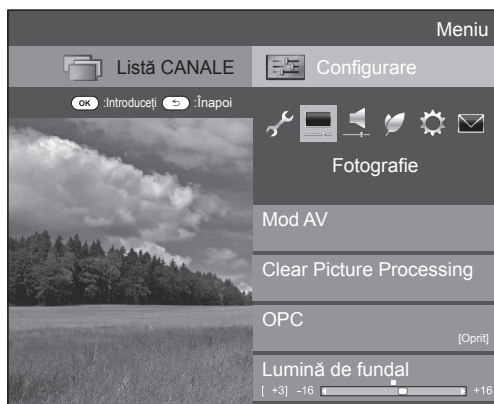 Meniu
Listă CANALE
Configurare
OK :Introduceţi :Înapoi
Fotografie
Mod AV
Clear Picture Processing
OPC
[Oprit]
Lumină de fundal
[ +3] -16 +16